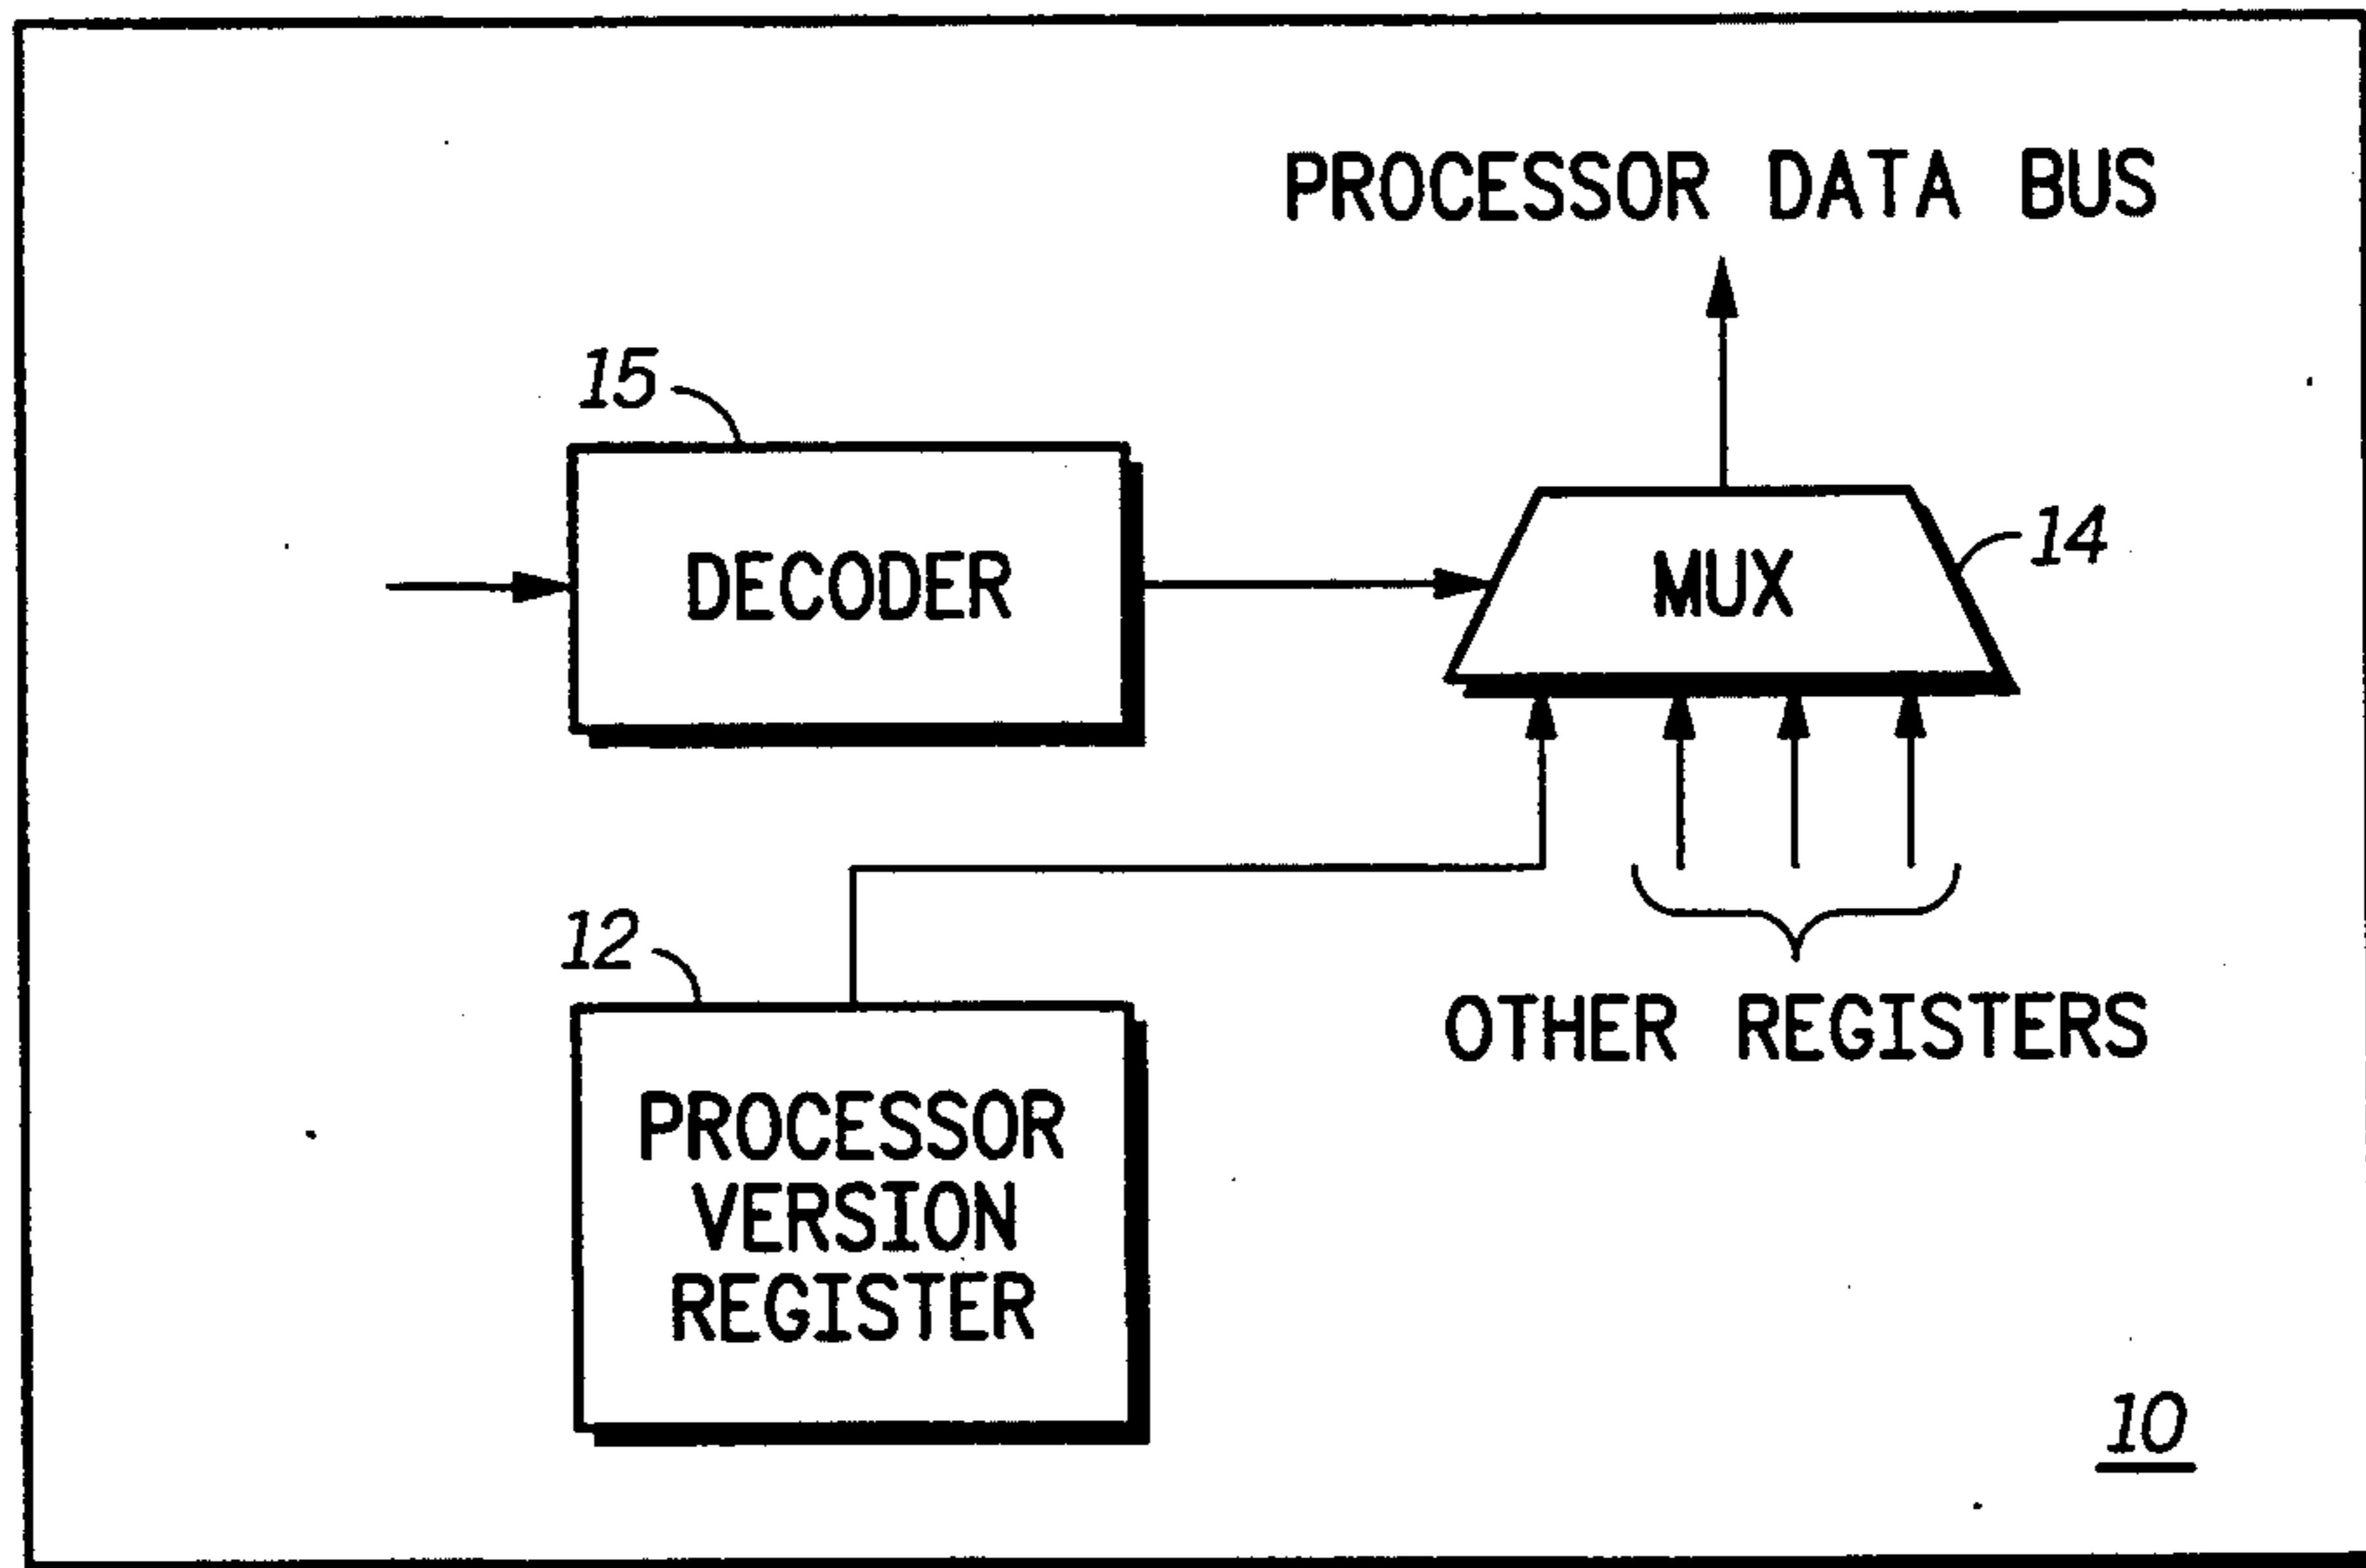 PROCESSOR DATA BUS
15
DECODER
MUX
14
12
OTHER REGISTERS
PROCESSOR
VERSION
REGISTER
10